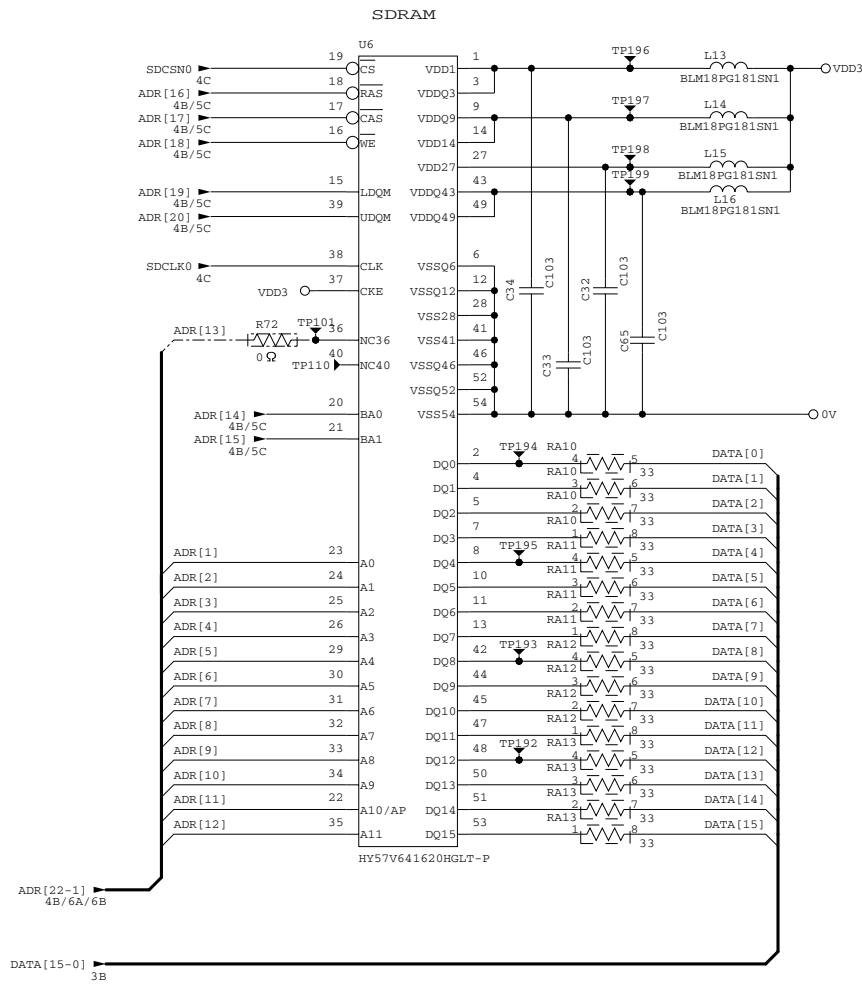 SDRAM
U6
SDCSN0 4C 19 CS
ADR[16] 4B/5C 18 RAS
ADR[17] 4B/5C 17 CAS
ADR[18] 4B/5C 16 WE
ADR[19] 4B/5C 15 LDQM
ADR[20] 4B/5C 39 UDQM
SDCLK0 4C 38 CLK
VDD3 37 CKE
ADR[13] R72 0Ω TP101 36 NC36
TP110 40 NC40
ADR[14] 4B/5C 20 BA0
ADR[15] 4B/5C 21 BA1
ADR[1] 23 A0
ADR[2] 24 A1
ADR[3] 25 A2
ADR[4] 26 A3
ADR[5] 29 A4
ADR[6] 30 A5
ADR[7] 31 A6
ADR[8] 32 A7
ADR[9] 33 A8
ADR[10] 34 A9
ADR[11] 22 A10/AP
ADR[12] 35 A11
VDD1 1 TP196 L13 BLM18PG181SN1 VDD3
VDDQ3 3
VDDQ9 9 TP197 L14 BLM18PG181SN1
VDD14 14
VDD27 27 TP198 L15 BLM18PG181SN1
VDDQ43 43 TP199 L16 BLM18PG181SN1
VDDQ49 49
VSSQ6 6
VSSQ12 12
VSS28 28
VSS41 41
VSSQ46 46
VSSQ52 52
VSS54 54 0V
C34 C103
C33 C103
C32 C103
C65 C103
DQ0 2 TP194 RA10 4 5 33 DATA[0]
DQ1 4 RA10 3 6 33 DATA[1]
DQ2 5 RA10 2 7 33 DATA[2]
DQ3 7 RA10 1 8 33 DATA[3]
DQ4 8 TP195 RA11 4 5 33 DATA[4]
DQ5 10 RA11 3 6 33 DATA[5]
DQ6 11 RA11 2 7 33 DATA[6]
DQ7 13 RA11 1 8 33 DATA[7]
DQ8 42 TP193 RA12 4 5 33 DATA[8]
DQ9 44 RA12 3 6 33 DATA[9]
DQ10 45 RA12 2 7 33 DATA[10]
DQ11 47 RA12 1 8 33 DATA[11]
DQ12 48 TP192 RA13 4 5 33 DATA[12]
DQ13 50 RA13 3 6 33 DATA[13]
DQ14 51 RA13 2 7 33 DATA[14]
DQ15 53 RA13 1 8 33 DATA[15]
HY57V641620HGLT-P
ADR[22-1]
4B/6A/6B
DATA[15-0]
3B